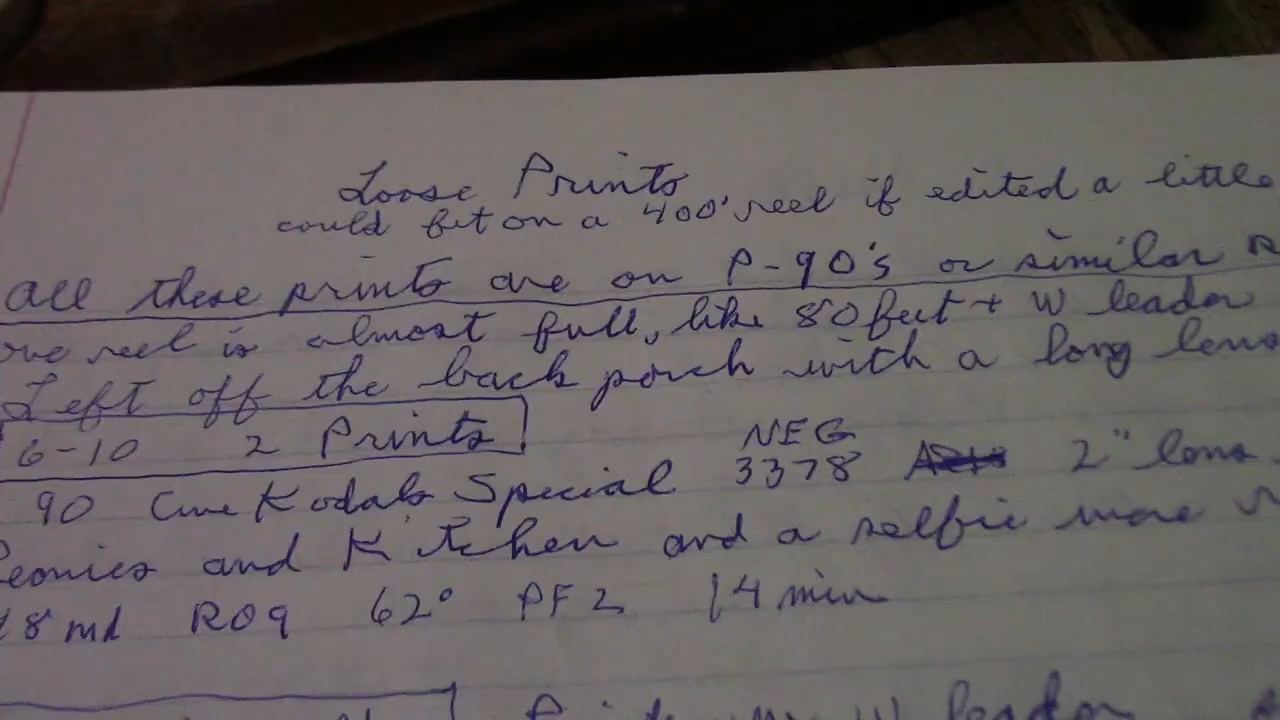 Loose Prints
could fit on a 400' reel if edited a little
All these prints are on P-90's or similar
reel is almost full, like 80 feet + W leader
Left off the back porch with a long lens
6-10 2 Prints
NEG
90 Cine Kodak Special 3378 2" lens
Peonies and Kitchen and a selfie more
18 md R09 62° PF2 14 min
W leader